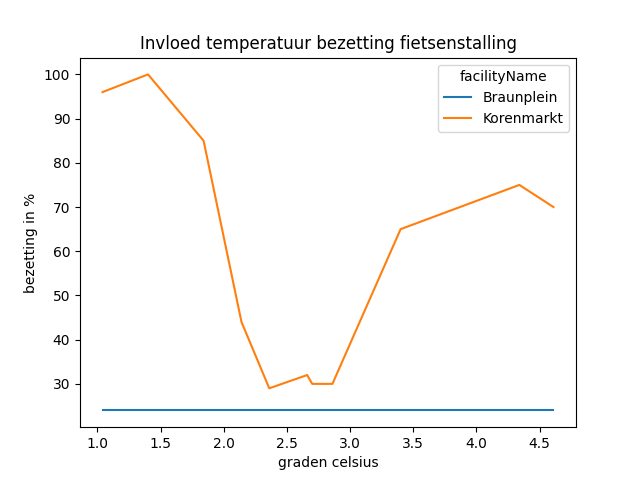 Invloed temperatuur bezetting fietsenstalling
facilityName
Braunplein
Korenmarkt
bezetting in %
100
90
80
70
60
50
40
30
1.0 1.5 2.0 2.5 3.0 3.5 4.0 4.5
graden celsius